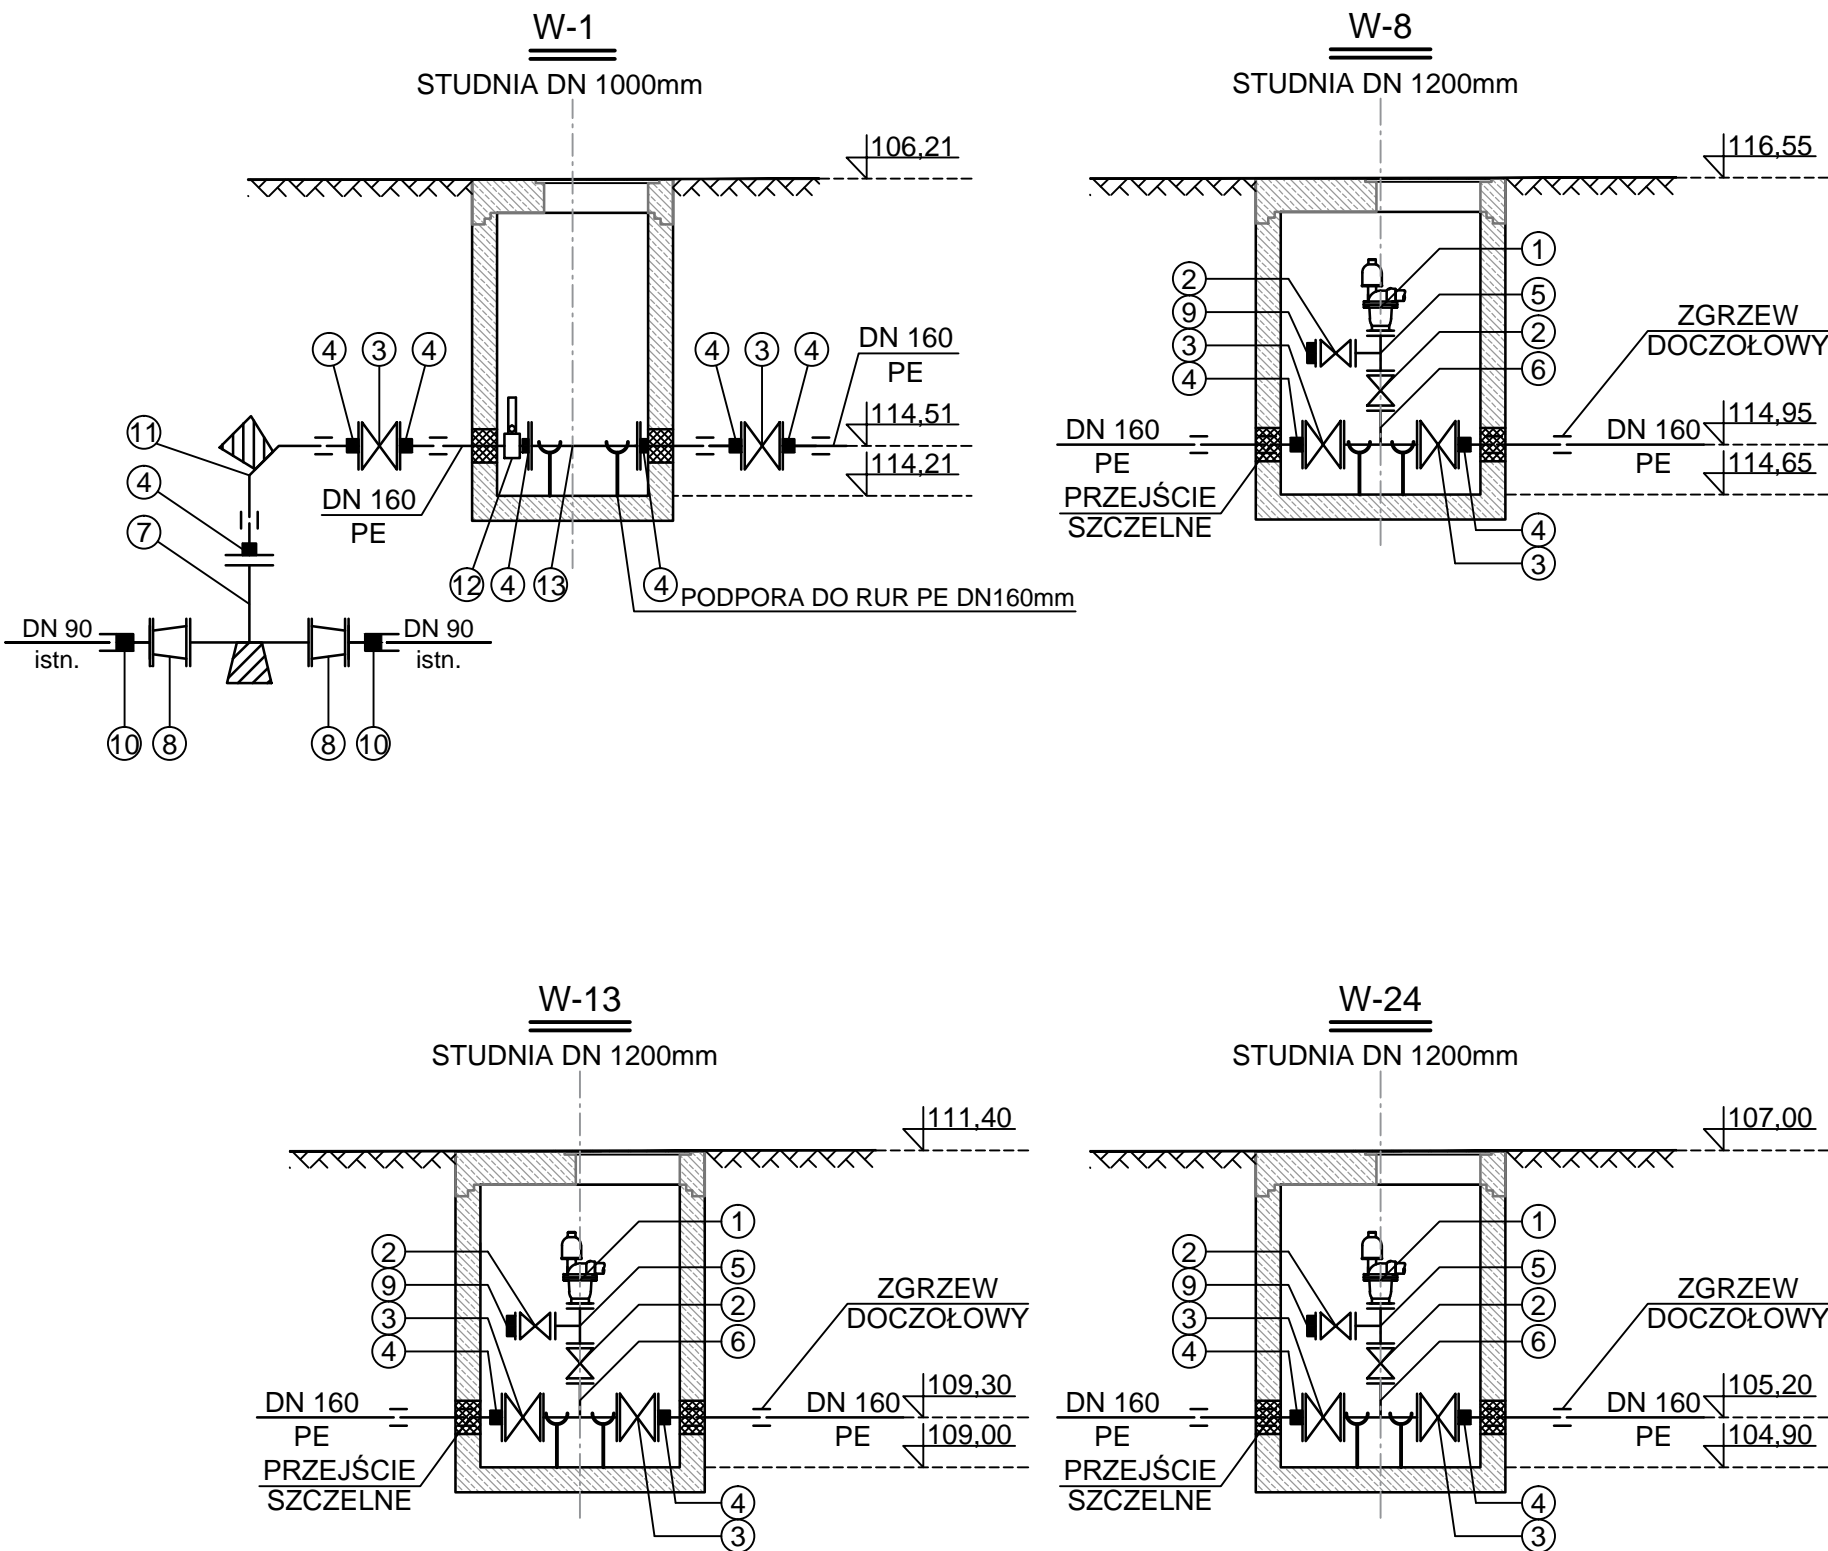 W-1
STUDNIA DN 1000mm
106,21
4
3
4
4
3
4
DN 160
PE
114,51
114,21
11
4
7
DN 160
PE
12
4
13
4
PODPORA DO RUR PE DN160mm
DN 90
istn.
DN 90
istn.
10
8
8
10
W-8
STUDNIA DN 1200mm
116,55
1
2
5
9
2
3
6
4
ZGRZEW
DOCZOŁOWY
DN 160
PE
DN 160
PE
114,95
114,65
PRZEJŚCIE
SZCZELNE
4
3
W-13
STUDNIA DN 1200mm
111,40
1
2
5
9
2
3
6
4
ZGRZEW
DOCZOŁOWY
DN 160
PE
DN 160
PE
109,30
109,00
PRZEJŚCIE
SZCZELNE
4
3
W-24
STUDNIA DN 1200mm
107,00
1
2
5
9
2
3
6
4
ZGRZEW
DOCZOŁOWY
DN 160
PE
DN 160
PE
105,20
104,90
PRZEJŚCIE
SZCZELNE
4
3